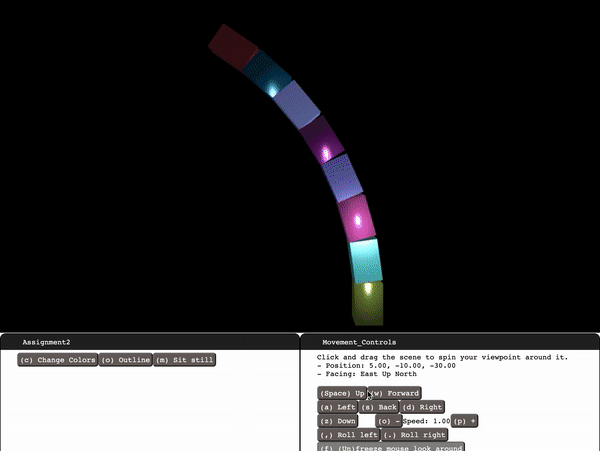 Assignment2
(c) Change Colors (o) Outline (m) Sit still
Movement_Controls
Click and drag the scene to spin your viewpoint around it.
- Position: 5.00, -10.00, -30.00
- Facing: East Up North
(Space) Up (w) Forward
(a) Left (s) Back (d) Right
(z) Down (o) - Speed: 1.00 (p) +
(,) Roll left (.) Roll right
(f) (Un)freeze mouse look around